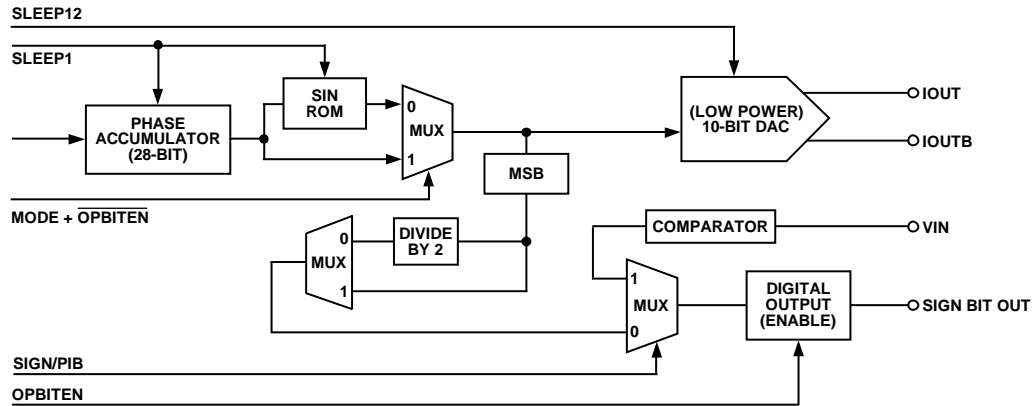 SLEEP12
SLEEP1
SIN
ROM
PHASE
ACCUMULATOR
(28-BIT)
0
MUX
1
(LOW POWER)
10-BIT DAC
IOUT
IOUTB
MSB
MODE + OPBITEN
0
MUX
1
DIVIDE
BY 2
COMPARATOR
VIN
1
MUX
0
DIGITAL
OUTPUT
(ENABLE)
SIGN BIT OUT
SIGN/PIB
OPBITEN